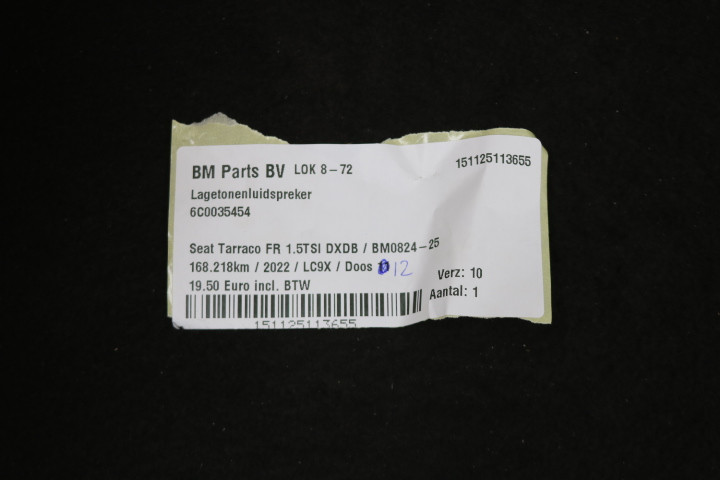 BM Parts BV LOK 8-72
151125113655
Lagetonenluidspreker
6C0035454
Seat Tarraco FR 1.5TSI DXDB / BM0824-25
168.218km / 2022 / LC9X / Doos 12
Verz: 10
19.50 Euro incl. BTW
Aantal: 1
151125113655